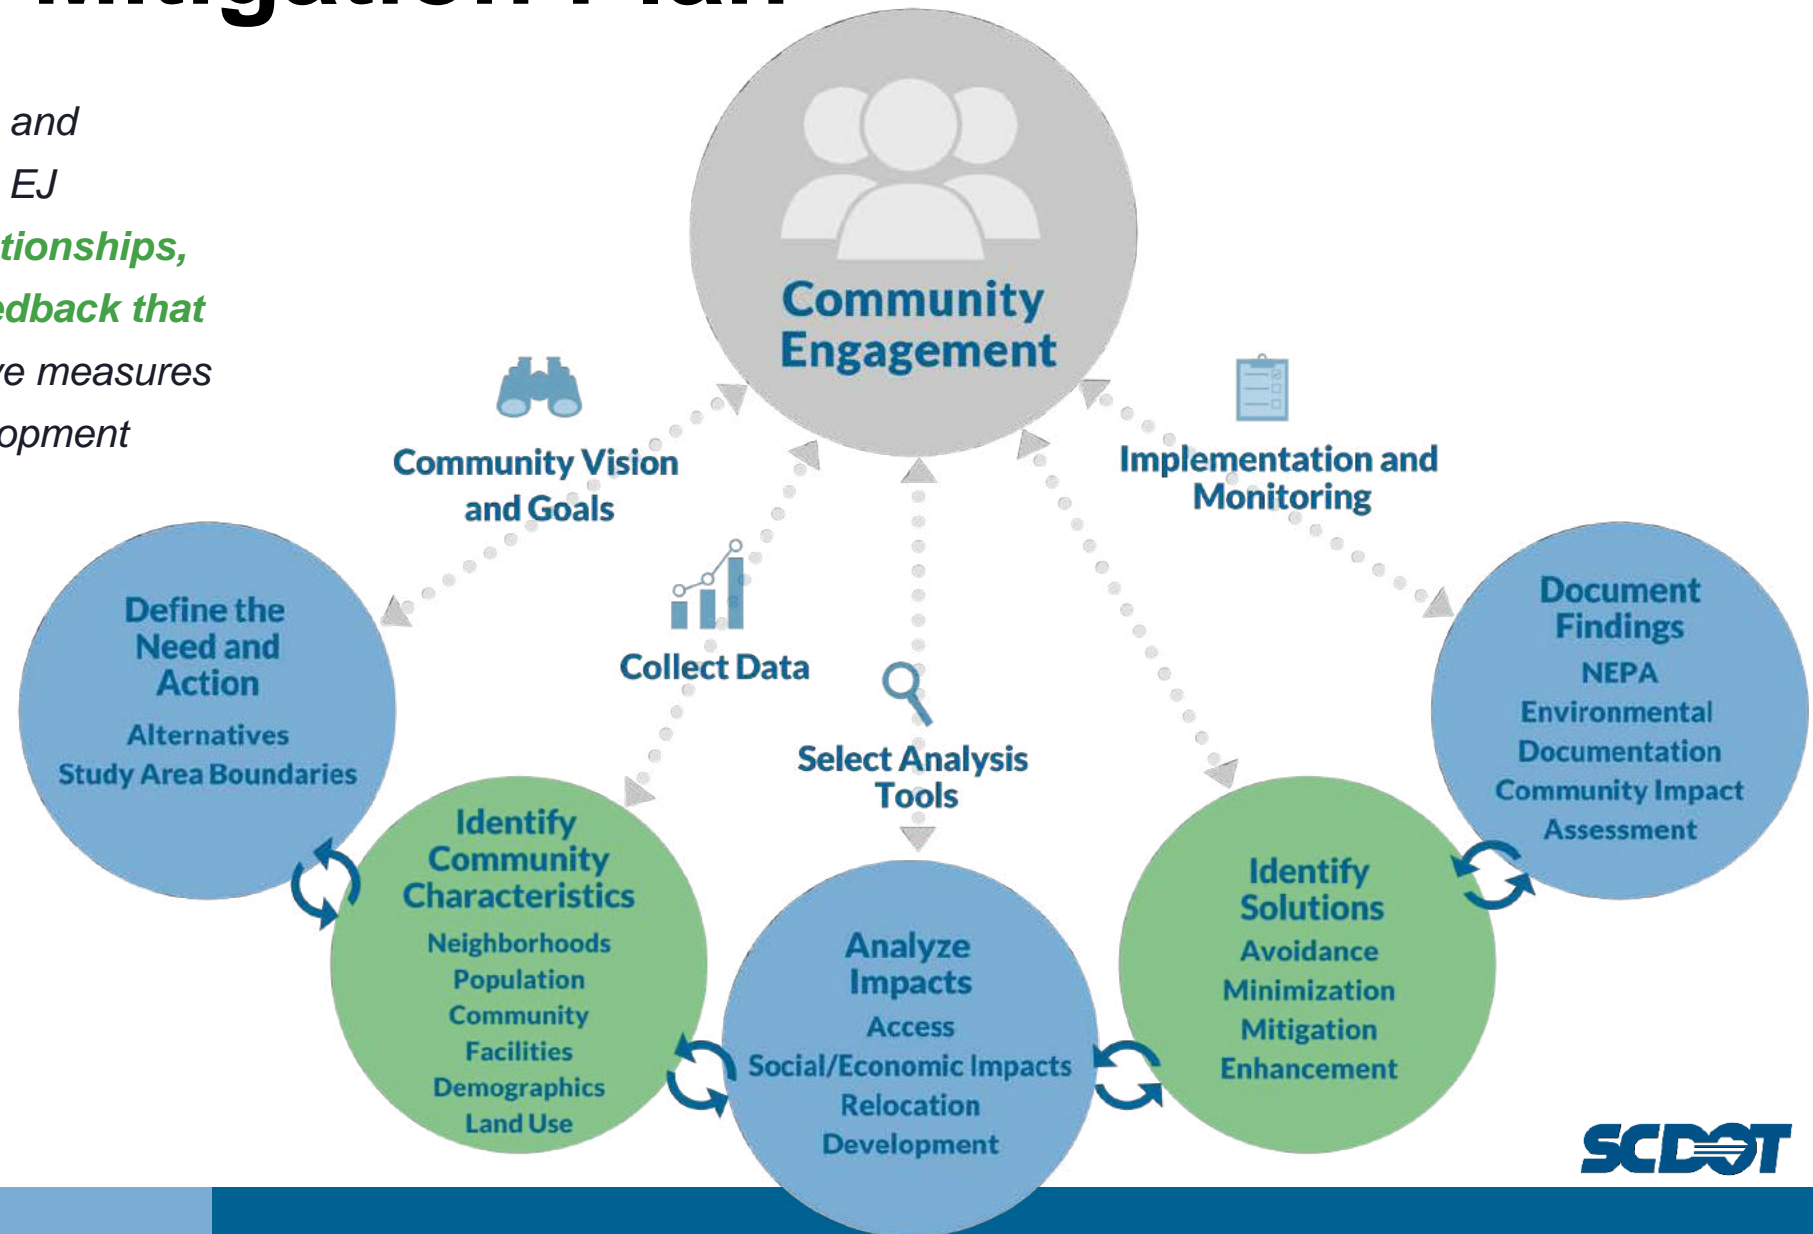 Mitigation Plan
and
EJ
tionships,
edback that
ve measures
opment
Community
Engagement
Community Vision
and Goals
Implementation and
Monitoring
Collect Data
Select Analysis
Tools
Define the
Need and
Action
Alternatives
Study Area Boundaries
Identify
Community
Characteristics
Neighborhoods
Population
Community
Facilities
Demographics
Land Use
Analyze
Impacts
Access
Social/Economic Impacts
Relocation
Development
Identify
Solutions
Avoidance
Minimization
Mitigation
Enhancement
Document
Findings
NEPA
Environmental
Documentation
Community Impact
Assessment
SCDOT